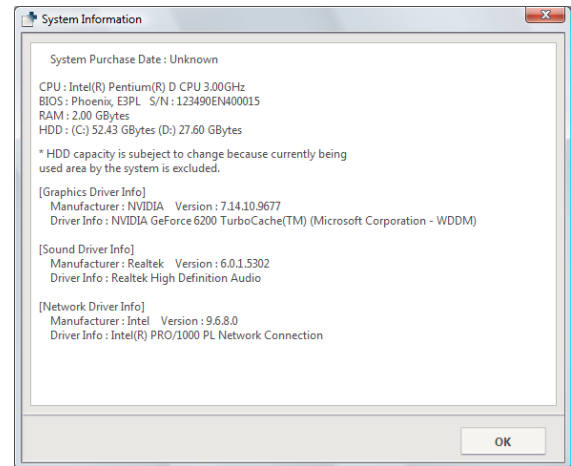 System Information
System Purchase Date : Unknown
CPU : Intel(R) Pentium(R) D CPU 3.00GHz
BIOS : Phoenix, E3PL S/N : 123490EN400015
RAM : 2.00 GBytes
HDD : (C:) 52.43 GBytes (D:) 27.60 GBytes
* HDD capacity is subeject to change because currently being
used area by the system is excluded.
[Graphics Driver Info]
Manufacturer : NVIDIA Version : 7.14.10.9677
Driver Info : NVIDIA GeForce 6200 TurboCache(TM) (Microsoft Corporation - WDDM)
[Sound Driver Info]
Manufacturer : Realtek Version : 6.0.1.5302
Driver Info : Realtek High Definition Audio
[Network Driver Info]
Manufacturer : Intel Version : 9.6.8.0
Driver Info : Intel(R) PRO/1000 PL Network Connection
OK